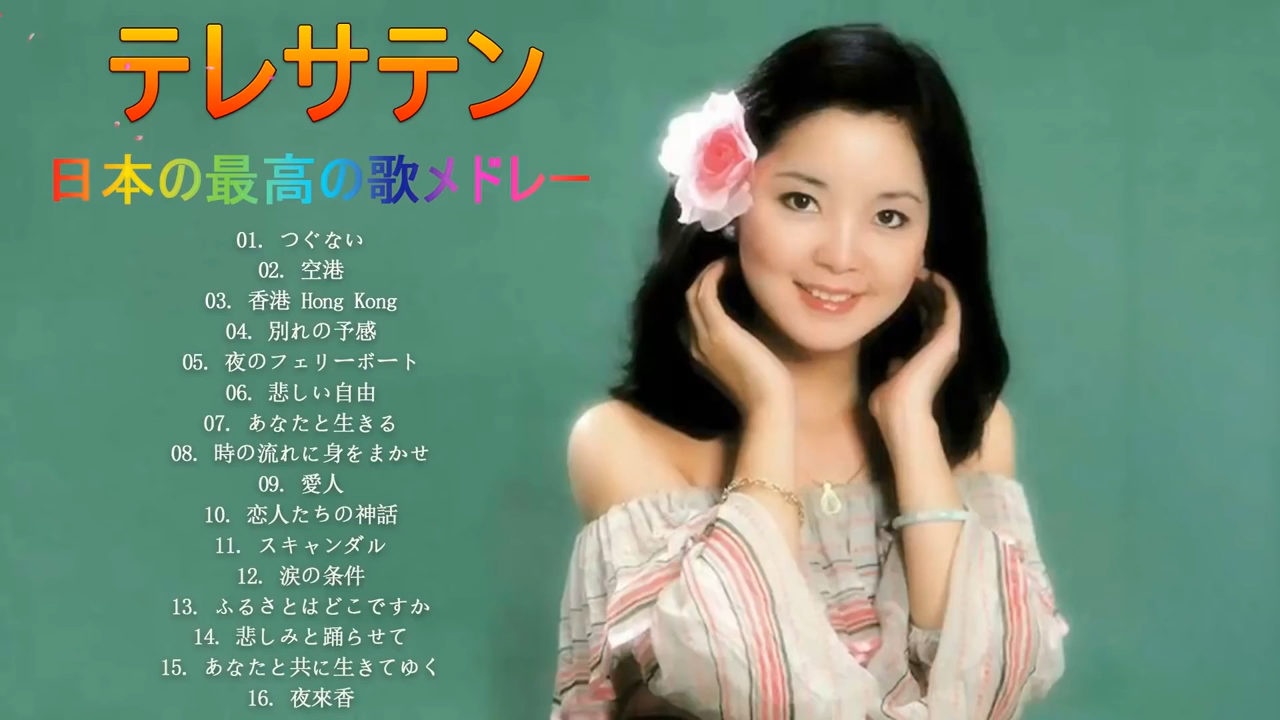 テレサテン
日本の最高の歌メドレー
01. つぐない
02. 空港
03. 香港 Hong Kong
04. 別れの予感
05. 夜のフェリーボート
06. 悲しい自由
07. あなたと生きる
08. 時の流れに身をまかせ
09. 愛人
10. 恋人たちの神話
11. スキャンダル
12. 涙の条件
13. ふるさとはどこですか
14. 悲しみと踊らせて
15. あなたと共に生きてゆく
16. 夜來香